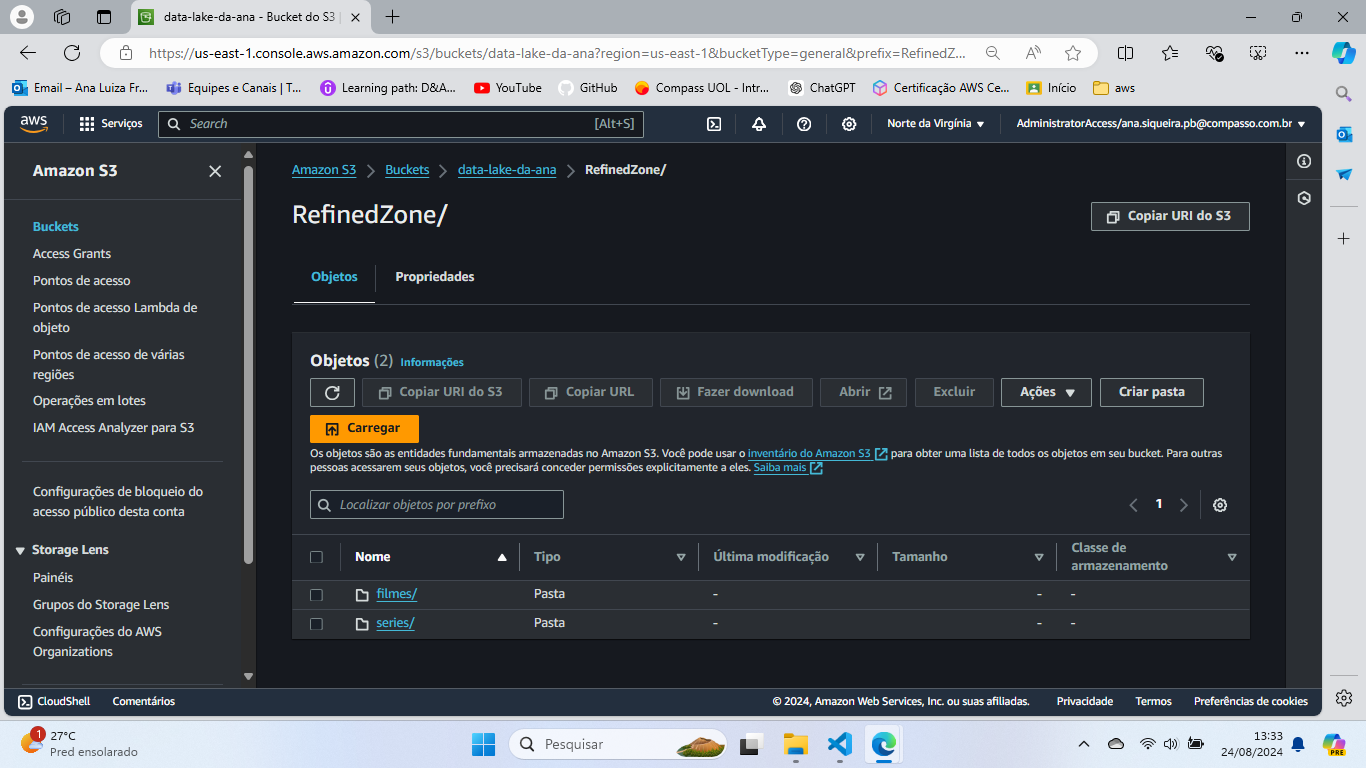 data-lake-da-ana - Bucket do S3 |
https://us-east-1.console.aws.amazon.com/s3/buckets/data-lake-da-ana?region=us-east-1&bucketType=general&prefix=RefinedZ...
Email – Ana Luiza Fr...
Equipes e Canais | T...
Learning path: D&A...
YouTube
GitHub
Compass UOL - Intr...
ChatGPT
Certificação AWS Ce...
Início
aws
aws
Serviços
Search
[Alt+S]
Norte da Virgínia
AdministratorAccess/ana.siqueira.pb@compasso.com.br
Amazon S3
Buckets
Access Grants
Pontos de acesso
Pontos de acesso Lambda de
objeto
Pontos de acesso de várias
regiões
Operações em lotes
IAM Access Analyzer para S3
Configurações de bloqueio do
acesso público desta conta
Storage Lens
Painéis
Grupos do Storage Lens
Configurações do AWS
Organizations
Amazon S3
Buckets
data-lake-da-ana
RefinedZone/
RefinedZone/
Copiar URI do S3
Objetos
Propriedades
Objetos (2) Informações
Copiar URI do S3
Copiar URL
Fazer download
Abrir
Excluir
Ações
Criar pasta
Carregar
Os objetos são as entidades fundamentais armazenadas no Amazon S3. Você pode usar o inventário do Amazon S3 para obter uma lista de todos os objetos em seu bucket. Para outras
pessoas acessarem seus objetos, você precisará conceder permissões explicitamente a eles. Saiba mais
Localizar objetos por prefixo
1
Nome
Tipo
Última modificação
Tamanho
Classe de
armazenamento
filmes/ Pasta - - -
series/ Pasta - - -
CloudShell
Comentários
© 2024, Amazon Web Services, Inc. ou suas afiliadas.
Privacidade
Termos
Preferências de cookies
1
27°C
Pred ensolarado
Pesquisar
13:33
24/08/2024
PRE